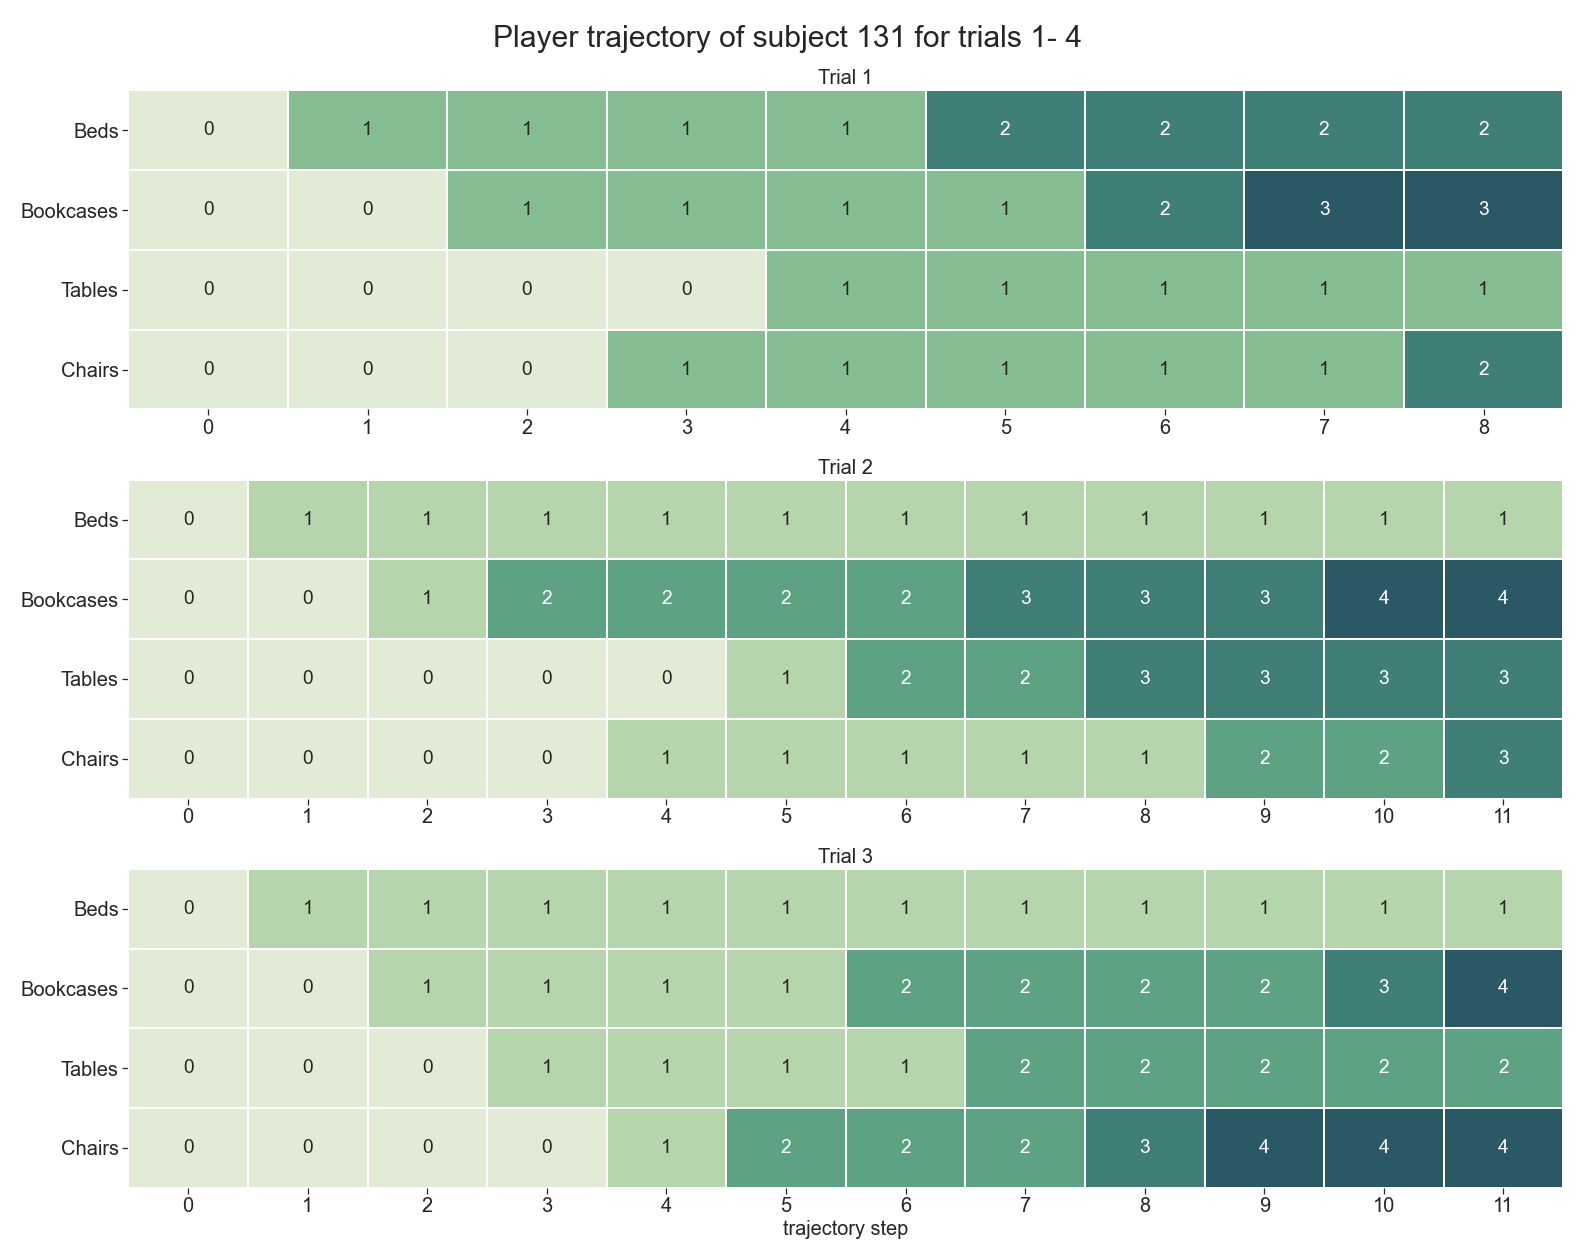 Player trajectory of subject 131 for trials 1- 4
Trial 1
Beds 0 1 1 1 1 2 2 2 2
Bookcases 0 0 1 1 1 1 2 3 3
Tables 0 0 0 0 1 1 1 1 1
Chairs 0 0 0 1 1 1 1 1 2
0 1 2 3 4 5 6 7 8
Trial 2
Beds 0 1 1 1 1 1 1 1 1 1 1 1
Bookcases 0 0 1 2 2 2 2 3 3 3 4 4
Tables 0 0 0 0 0 1 2 2 3 3 3 3
Chairs 0 0 0 0 1 1 1 1 1 2 2 3
0 1 2 3 4 5 6 7 8 9 10 11
Trial 3
Beds 0 1 1 1 1 1 1 1 1 1 1 1
Bookcases 0 0 1 1 1 1 2 2 2 2 3 4
Tables 0 0 0 1 1 1 1 2 2 2 2 2
Chairs 0 0 0 0 1 2 2 2 3 4 4 4
0 1 2 3 4 5 6 7 8 9 10 11
trajectory step